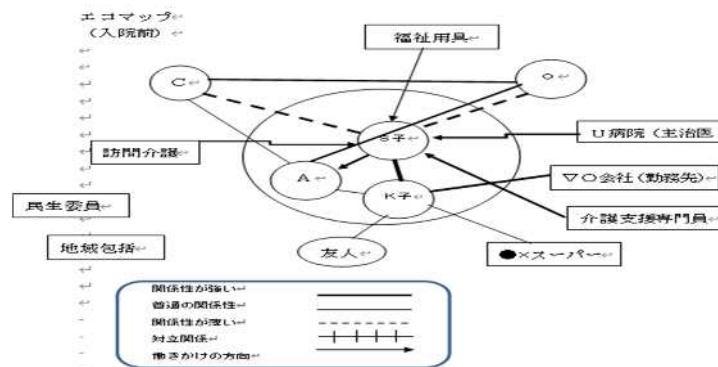 エコマップ
（入院前）
福祉用具
C
○
S子
U病院（主治医
訪問介護
A
▽○会社（勤務先）
K子
民生委員
介護支援専門員
地域包括
友人
●×スーパー
関係性が強い
普通の関係性
関係性が薄い
対立関係
働きかけの方向